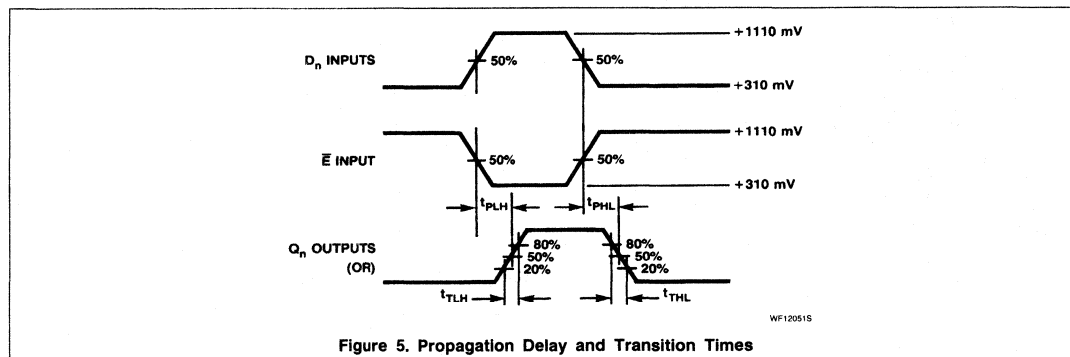 +1110 mV
Dn INPUTS
50%
50%
+310 mV
+1110 mV
E̅ INPUT
50%
50%
+310 mV
tPLH
tPHL
Qn OUTPUTS
(OR)
80%
50%
20%
80%
50%
20%
tTLH
tTHL
WF12051S
Figure 5. Propagation Delay and Transition Times